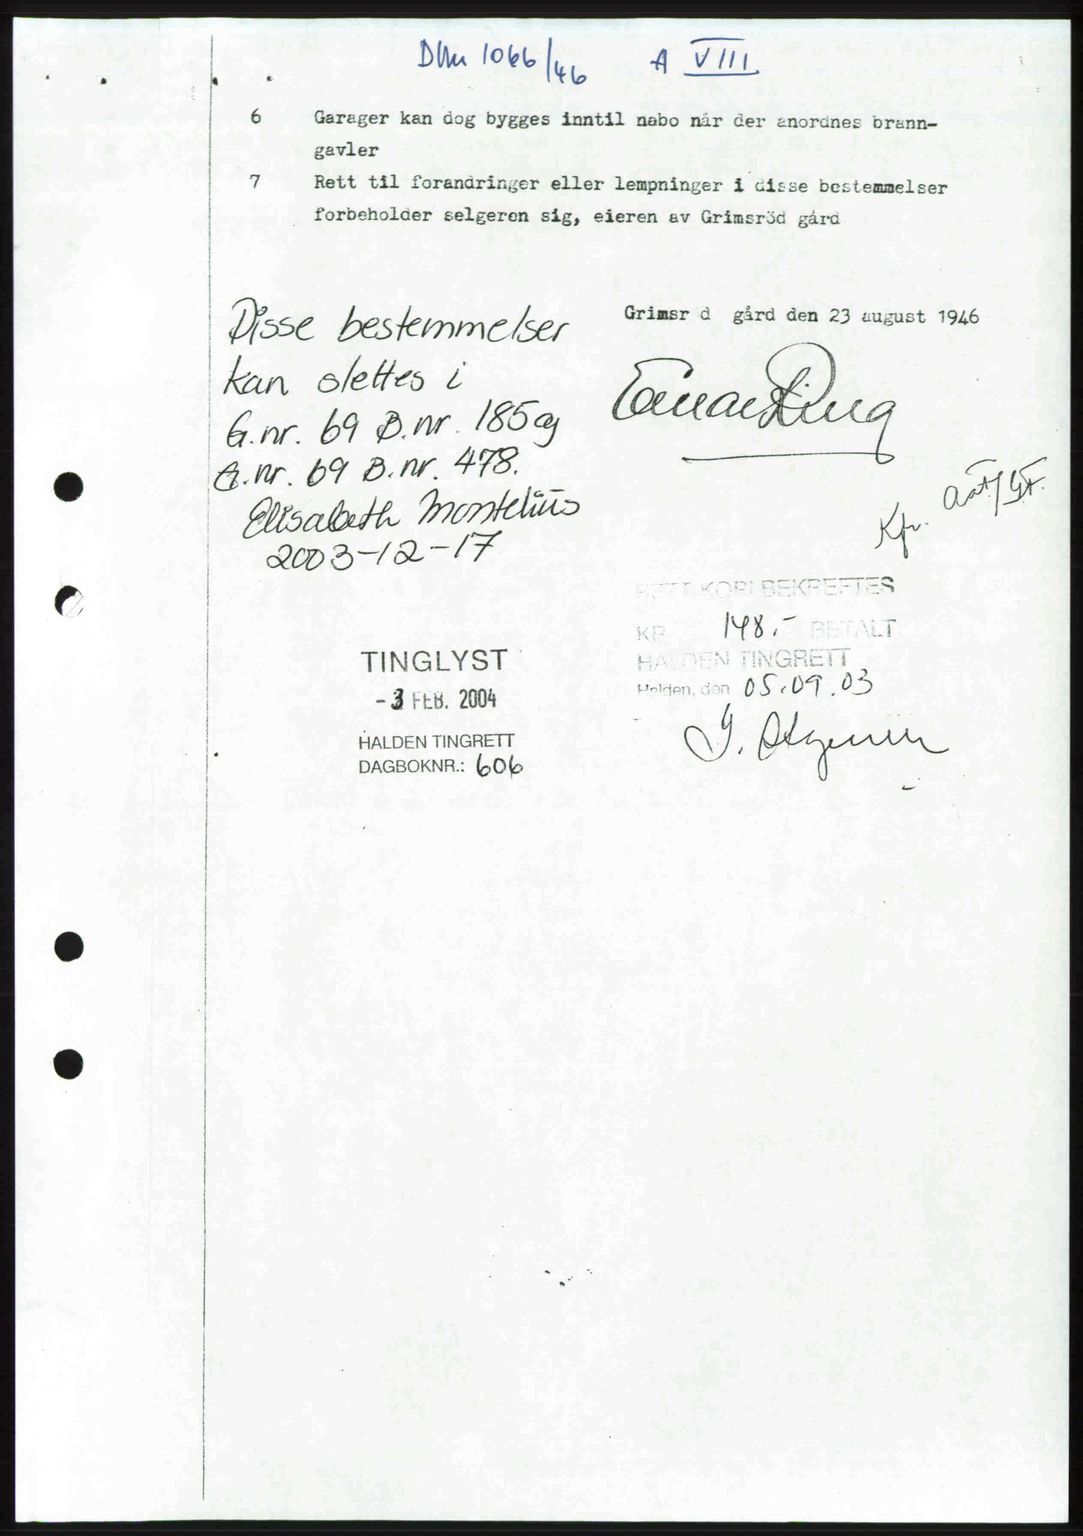 Dnr 1066/46 A VIII
6 Garager kan dog bygges inntil nabo når der anordnes brann-
gavler
7 Rett til forandringer eller lempninger i disse bestemmelser
forbeholder selgeren sig, eieren av Grimsröd gård
Grimsr d gård den 23 august 1946
Disse bestemmelser
kan slettes i
G.nr. 69 B.nr. 185 og
G.nr. 69 B.nr. 478.
Elisabeth Montelius
2003-12-17
Kfr.
RETT KOPI BEKREFTES
KR 148.- BETALT
HALDEN TINGRETT
Halden, den 05.09.03
TINGLYST
-3 FEB. 2004
HALDEN TINGRETT
DAGBOKNR.: 606